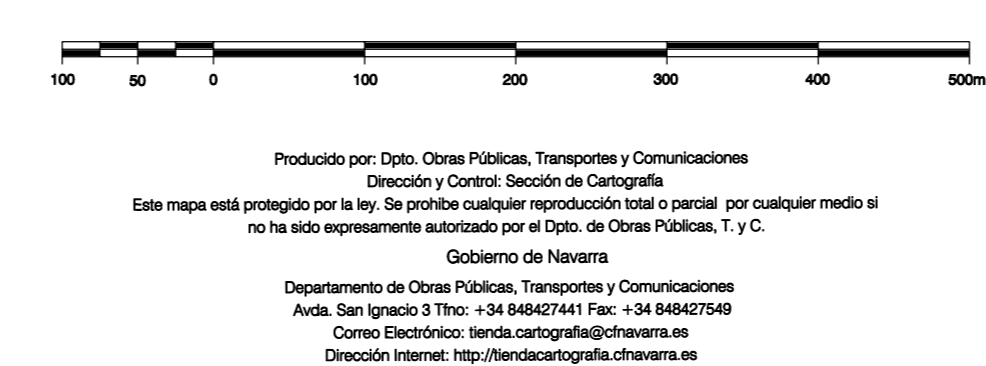 100 50 0 100 200 300 400 500m
Producido por: Dpto. Obras Públicas, Transportes y Comunicaciones
Dirección y Control: Sección de Cartografía
Este mapa está protegido por la ley. Se prohibe cualquier reproducción total o parcial por cualquier medio si
no ha sido expresamente autorizado por el Dpto. de Obras Públicas, T. y C.
Gobierno de Navarra
Departamento de Obras Públicas, Transportes y Comunicaciones
Avda. San Ignacio 3 Tfno: +34 848427441 Fax: +34 848427549
Correo Electrónico: tienda.cartografia@cfnavarra.es
Dirección Internet: http://tiendacartografia.cfnavarra.es